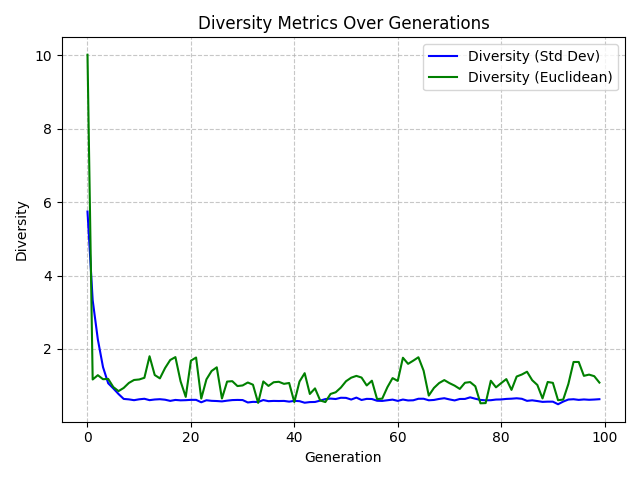 Diversity Metrics Over Generations
Diversity (Std Dev)
Diversity (Euclidean)
Diversity
10
8
6
4
2
0
20
40
60
80
100
Generation